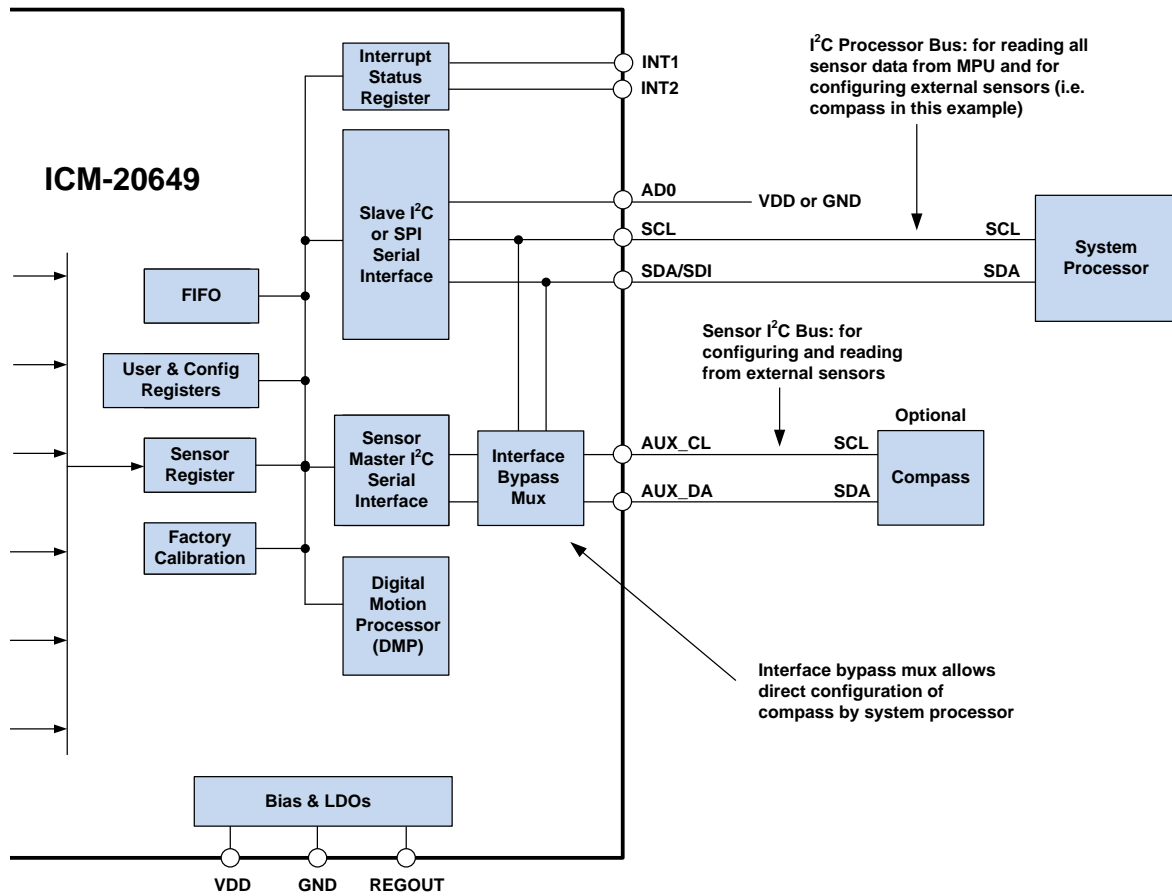 I²C Processor Bus: for reading all
sensor data from MPU and for
configuring external sensors (i.e.
compass in this example)
Interrupt
Status
Register
INT1
INT2
ICM-20649
Slave I²C
or SPI
Serial
Interface
AD0
VDD or GND
SCL
SCL
SDA/SDI
SDA
System
Processor
FIFO
User & Config
Registers
Sensor I²C Bus: for
configuring and reading
from external sensors
Optional
Sensor
Register
Sensor
Master I²C
Serial
Interface
Interface
Bypass
Mux
AUX_CL
SCL
AUX_DA
SDA
Compass
Factory
Calibration
Digital
Motion
Processor
(DMP)
Interface bypass mux allows
direct configuration of
compass by system processor
Bias & LDOs
VDD
GND
REGOUT